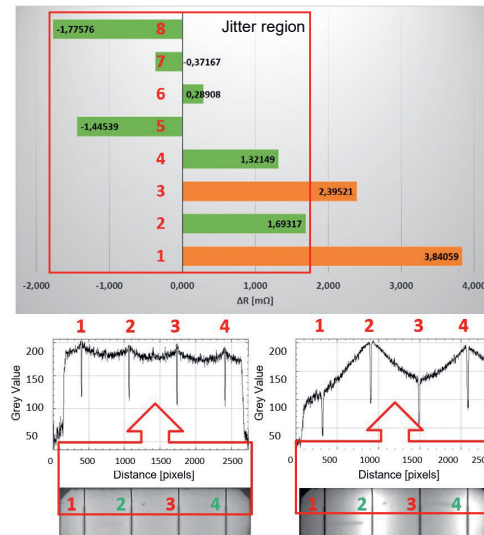 8 Jitter region
-1,77576
7 -0,37167
6 0,28908
5
-1,44539
4 1,32149
3 2,39521
2 1,69317
1 3,84059
-2,000 -1,000 0,000 1,000 2,000 3,000 4,000
ΔR [mΩ]
1 2 3 4
1 2 3 4
200
150
100
50
Grey Value
0 500 1000 1500 2000 2500
Distance [pixels]
200
150
100
50
Grey Value
0 500 1000 1500 2000
Distance [pixels]
1 2 3 4
1 2 3 4